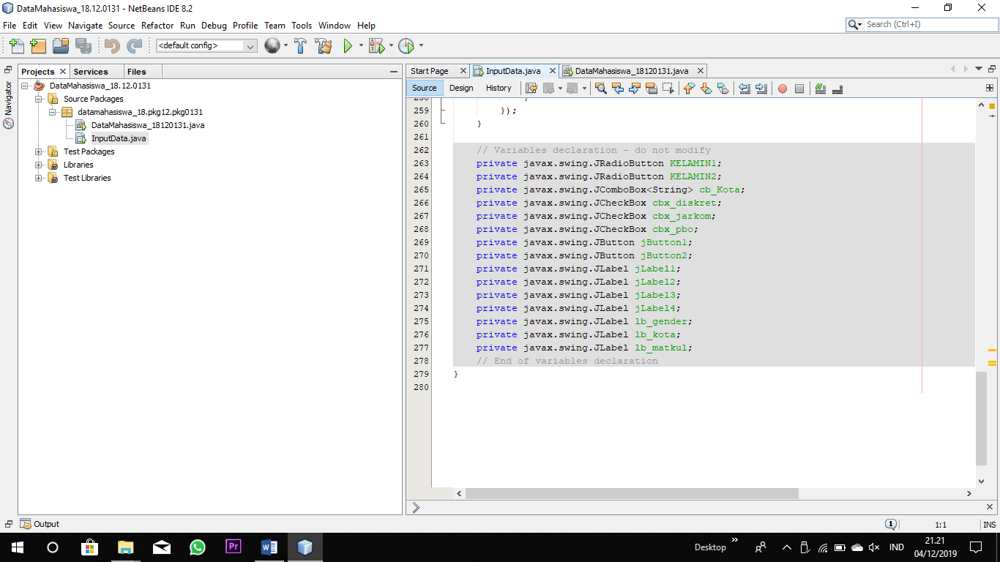 DataMahasiswa_18.12.0131 - NetBeans IDE 8.2
File Edit View Navigate Source Refactor Run Debug Profile Team Tools Window Help
Search (Ctrl+I)
<default config>
Projects Services Files
Navigator
DataMahasiswa_18.12.0131
Source Packages
datamahasiswa_18.pkg12.pkg0131
DataMahasiswa_18120131.java
InputData.java
Test Packages
Libraries
Test Libraries
Start Page InputData.java DataMahasiswa_18120131.java
Source Design History
259 });
260 }
261
262 // Variables declaration - do not modify
263 private javax.swing.JRadioButton KELAMIN1;
264 private javax.swing.JRadioButton KELAMIN2;
265 private javax.swing.JComboBox<String> cb_Kota;
266 private javax.swing.JCheckBox cbx_diskret;
267 private javax.swing.JCheckBox cbx_jarkom;
268 private javax.swing.JCheckBox cbx_pbo;
269 private javax.swing.JButton jButton1;
270 private javax.swing.JButton jButton2;
271 private javax.swing.JLabel jLabel1;
272 private javax.swing.JLabel jLabel2;
273 private javax.swing.JLabel jLabel3;
274 private javax.swing.JLabel jLabel4;
275 private javax.swing.JLabel lb_gender;
276 private javax.swing.JLabel lb_kota;
277 private javax.swing.JLabel lb_matkul;
278 // End of variables declaration
279 }
280
Output
1 1:1 INS
Pr
Desktop
IND
21.21
04/12/2019